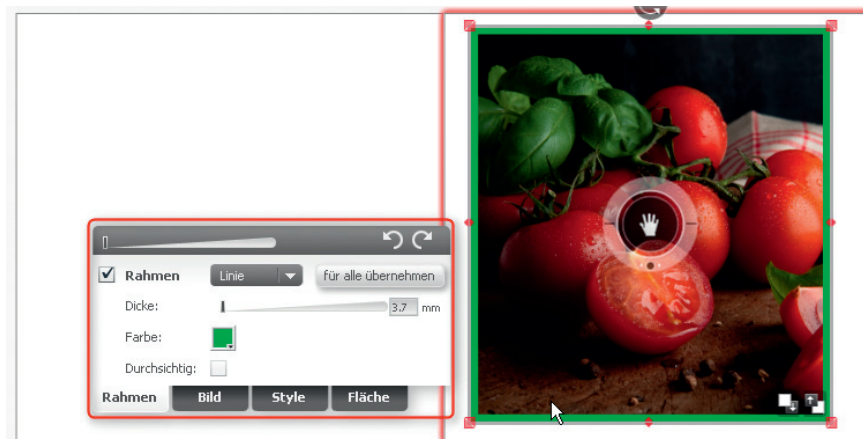 Rahmen Linie für alle übernehmen
Dicke: 3.7 mm
Farbe:
Durchsichtig:
Rahmen Bild Style Fläche